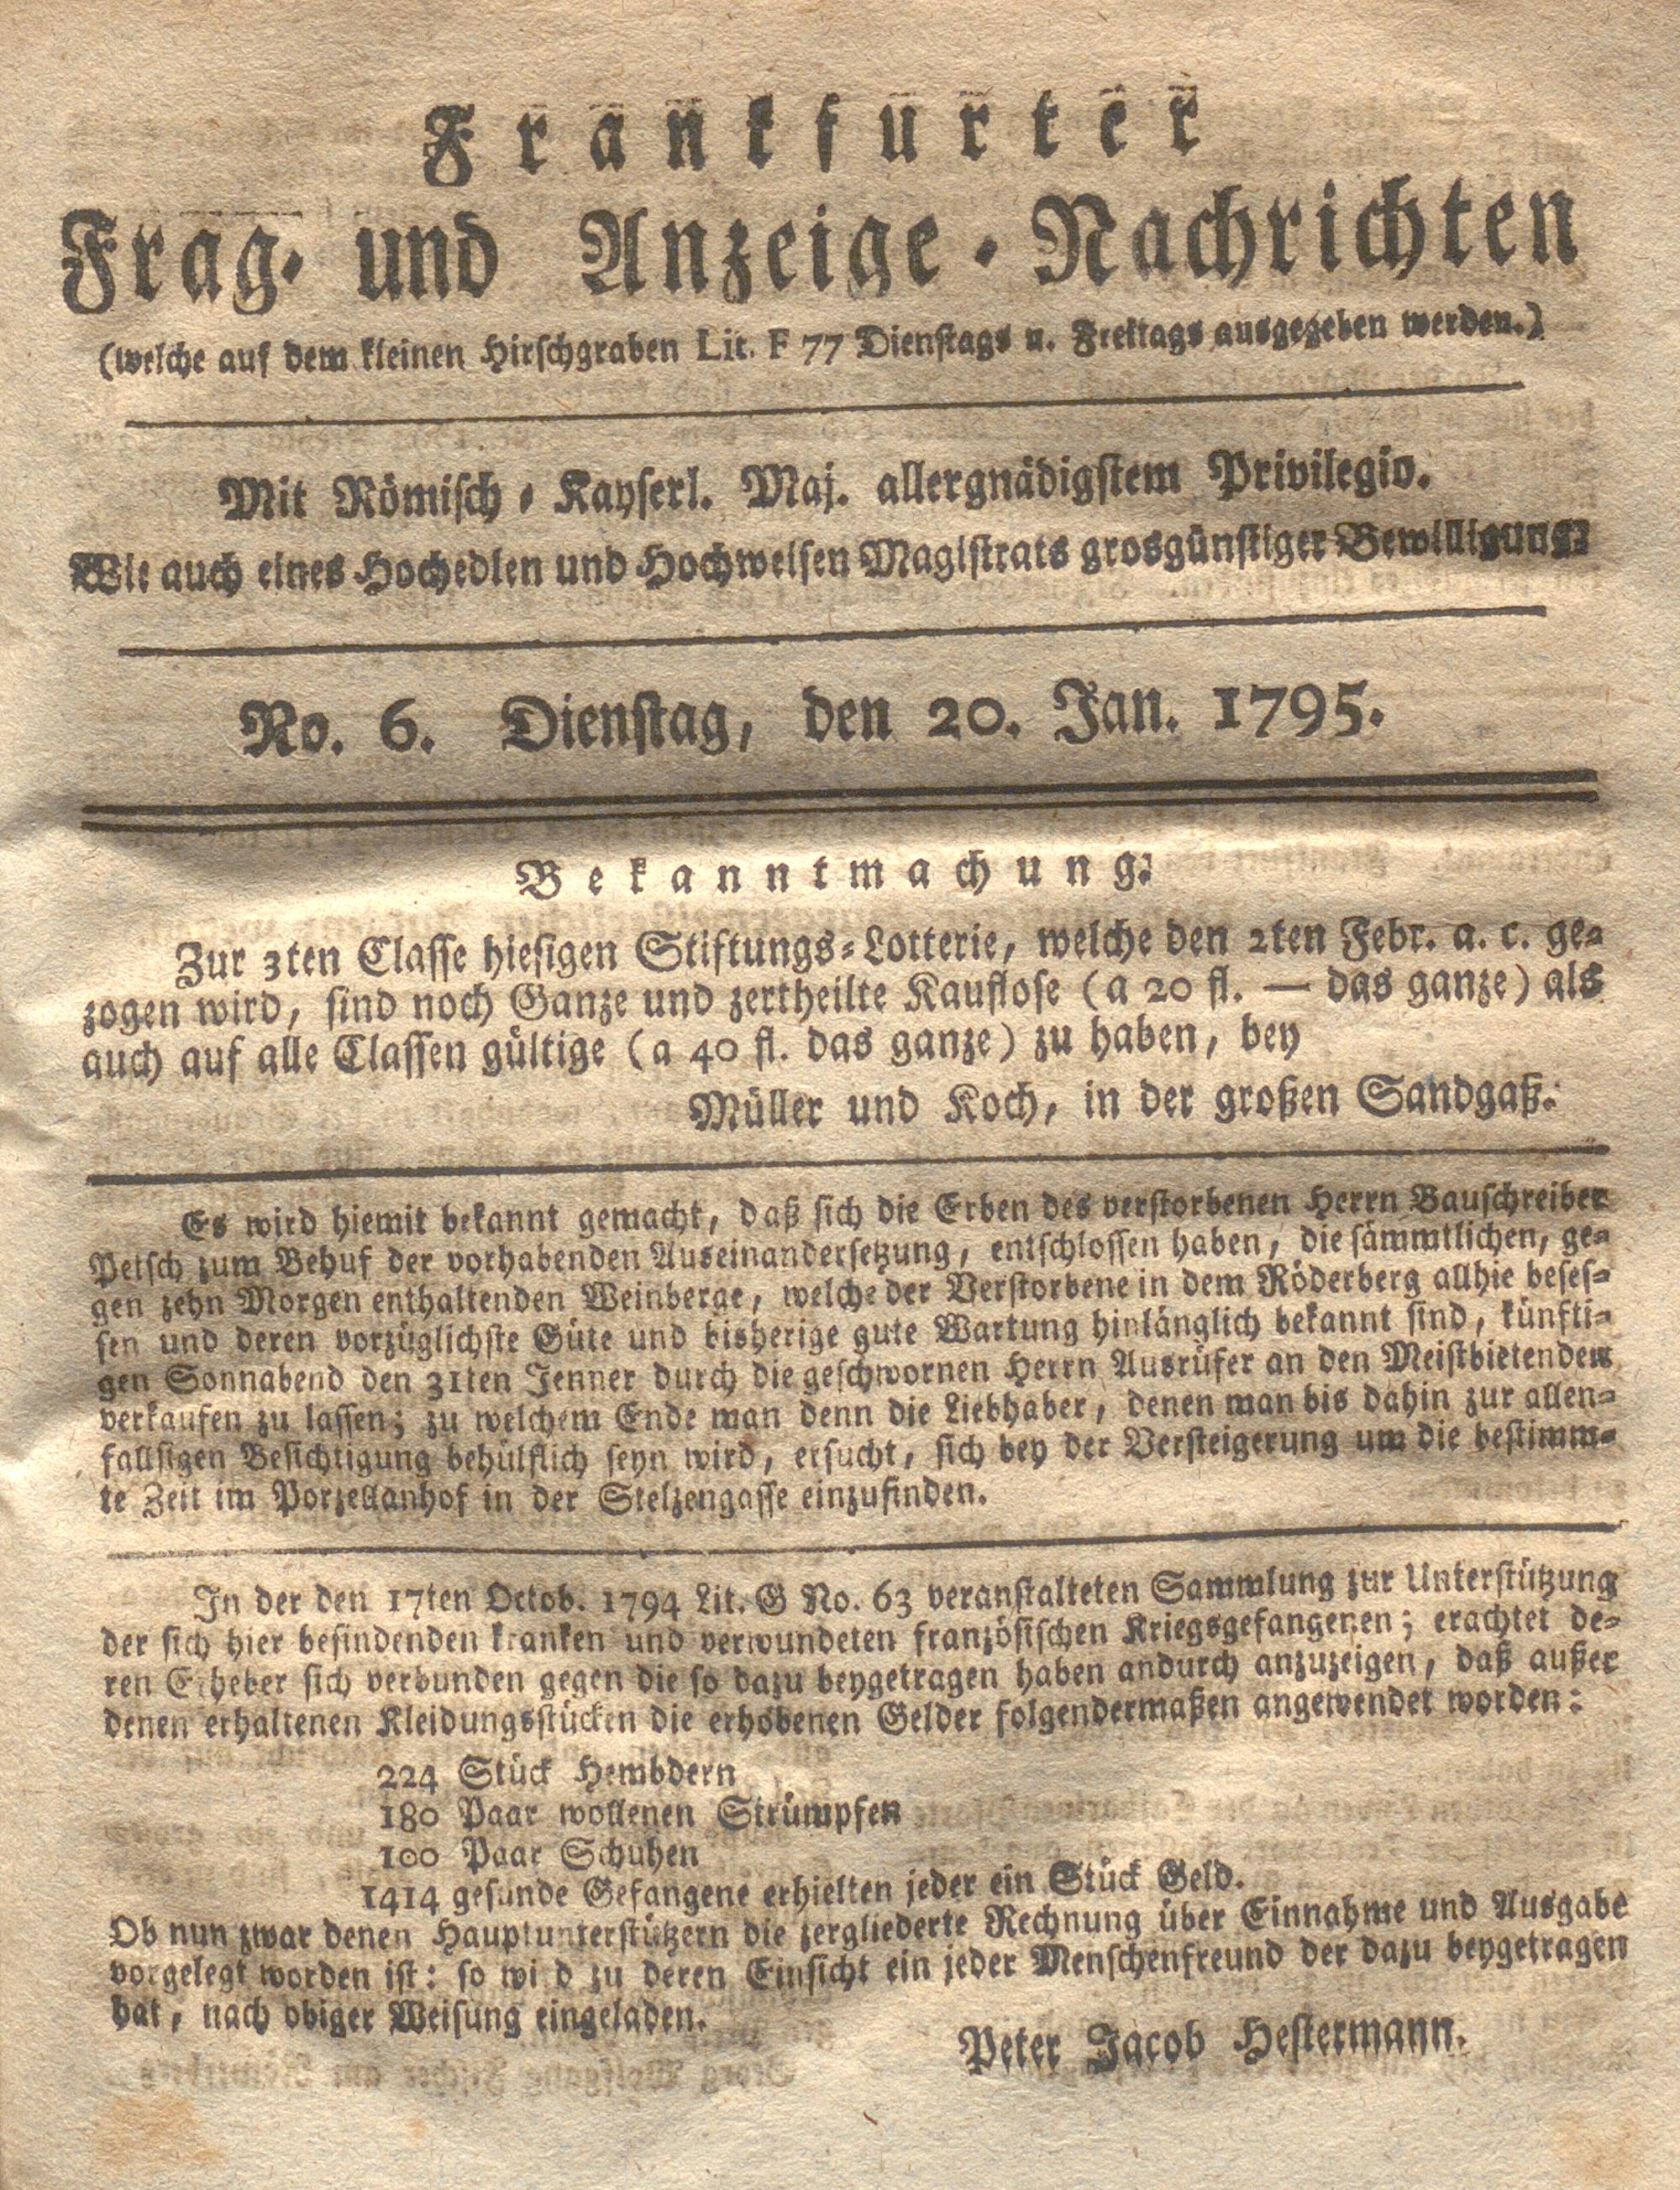 Frankfurter
Frag- und Anzeige-Nachrichten
(welche auf dem kleinen Hirschgraben Lit. F 77 Dienstags u. Freitags ausgegeben werden.)
Mit Römisch-Kayserl. Maj. allergnädigstem Privilegio.
Wie auch eines Hochedlen und Hochweisen Magistrats grosgünstiger Bewilligung.
No. 6. Dienstag, den 20. Jan. 1795.
Bekanntmachung.
Zur 3ten Classe hiesigen Stiftungs-Lotterie, welche den 2ten Febr. a. c. ge-
zogen wird, sind noch Ganze und zertheilte Kauflose (a 20 fl. — das ganze) als
auch auf alle Classen gültige (a 40 fl. das ganze) zu haben, bey
Müller und Koch, in der großen Sandgaß.
Es wird hiemit bekannt gemacht, daß sich die Erben des verstorbenen Herrn Bauschreiber
Petsch zum Behuf der vorhabenden Auseinandersetzung, entschlossen haben, die sämmtlichen, ge-
gen zehn Morgen enthaltenden Weinberge, welche der Verstorbene in dem Röderberg allhie beses-
sen und deren vorzüglichste Güte und bisherige gute Wartung hinlänglich bekannt sind, künfti-
gen Sonnabend den 31ten Jenner durch die geschwornen Herrn Ausrüfer an den Meistbietenden
verkaufen zu lassen; zu welchem Ende man denn die Liebhaber, denen man bis dahin zur allen-
fallsigen Besichtigung behülflich seyn wird, ersucht, sich bey der Versteigerung um die bestimm-
te Zeit im Porzellanhof in der Stelzengasse einzufinden.
In der den 17ten Octob. 1794 Lit. G No. 63 veranstalteten Sammlung zur Unterstützung
der sich hier befindenden kranken und verwundeten französischen Kriegsgefangenen; erachtet de-
ren Erheber sich verbunden gegen die so dazu beygetragen haben andurch anzuzeigen, daß außer
denen erhaltenen Kleidungsstücken die erhobenen Gelder folgendermaßen angewendet worden:
224 Stück Hembdern
180 Paar wollenen Strümpfen
100 Paar Schuhen
1414 gesunde Gefangene erhielten jeder ein Stück Geld.
Ob nun zwar denen Hauptunterstützern die zergliederte Rechnung über Einnahme und Ausgabe
vorgelegt worden ist: so wird zu deren Einsicht ein jeder Menschenfreund der dazu beygetragen
hat, nach obiger Weisung eingeladen.
Peter Jacob Hestermann.